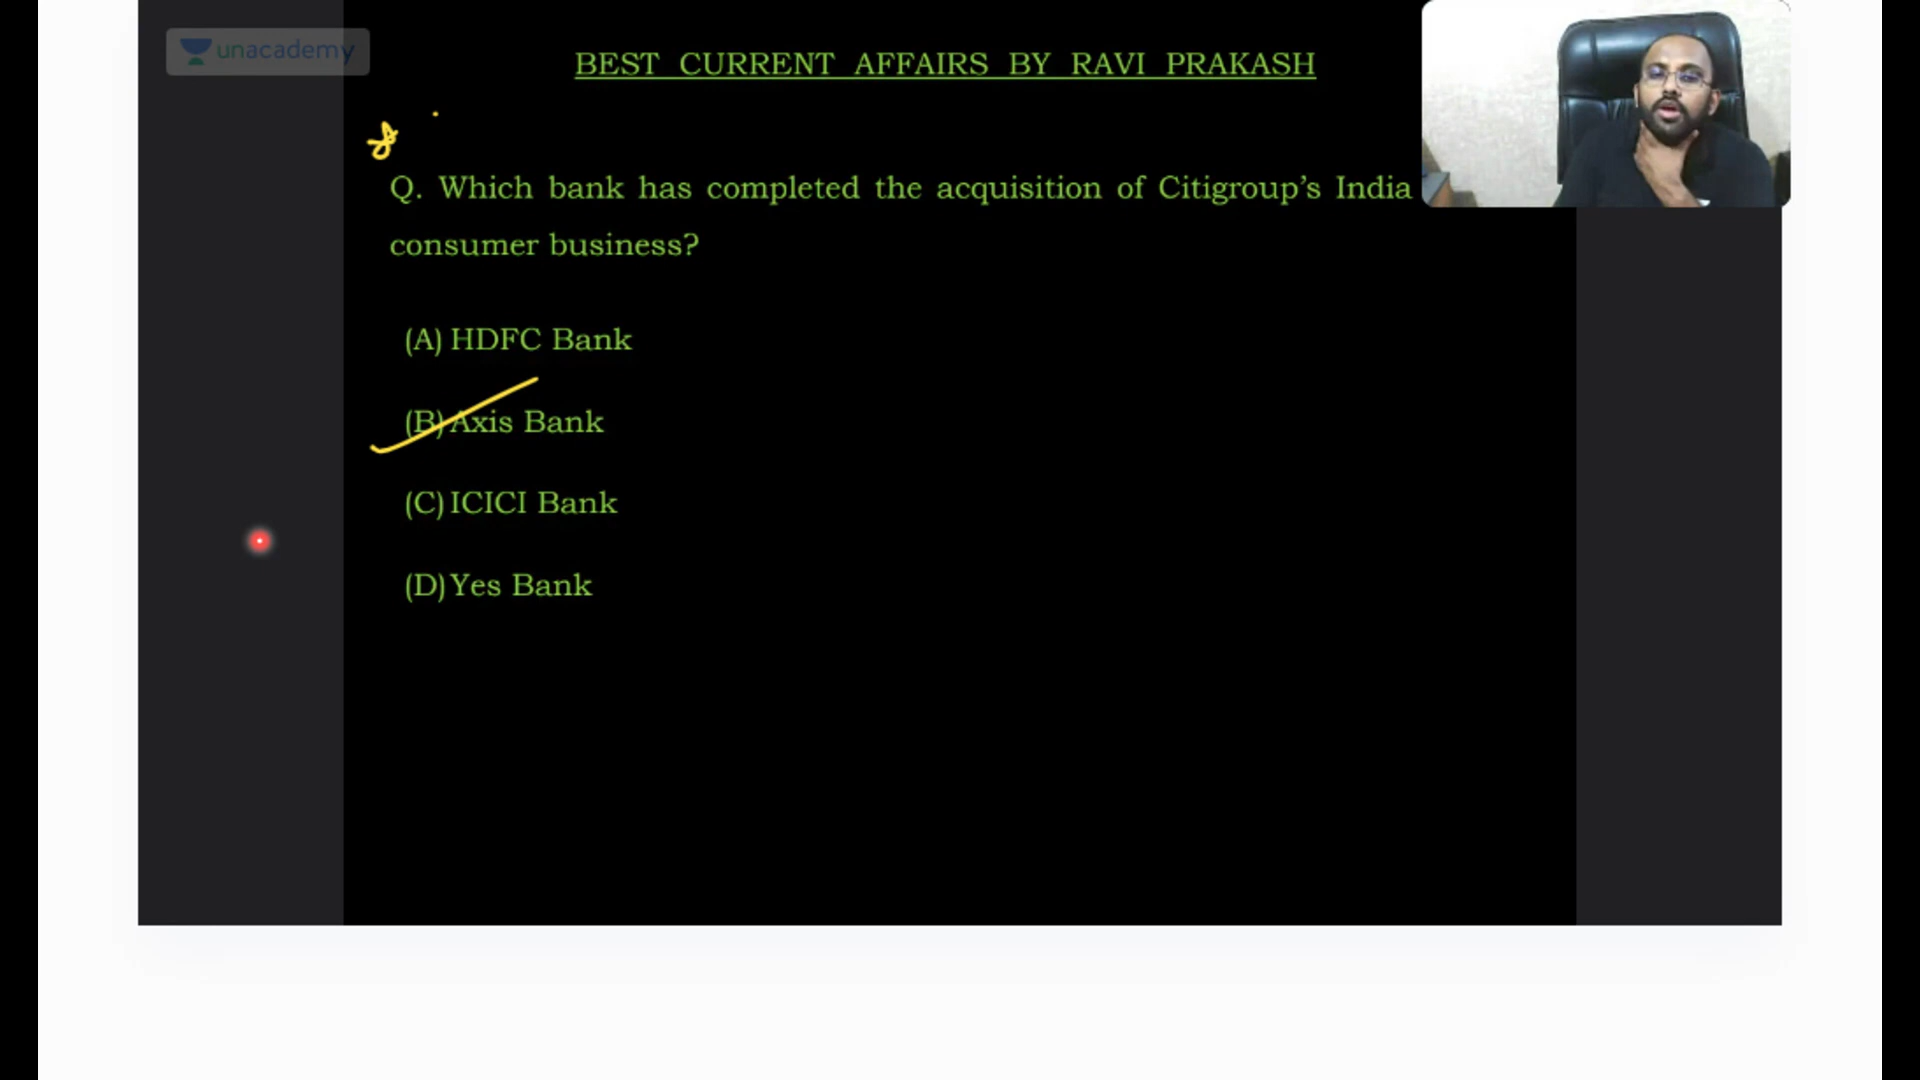 unacademy
BEST CURRENT AFFAIRS BY RAVI PRAKASH
Q. Which bank has completed the acquisition of Citigroup’s India
consumer business?
(A) HDFC Bank
(B) Axis Bank
(C) ICICI Bank
(D) Yes Bank